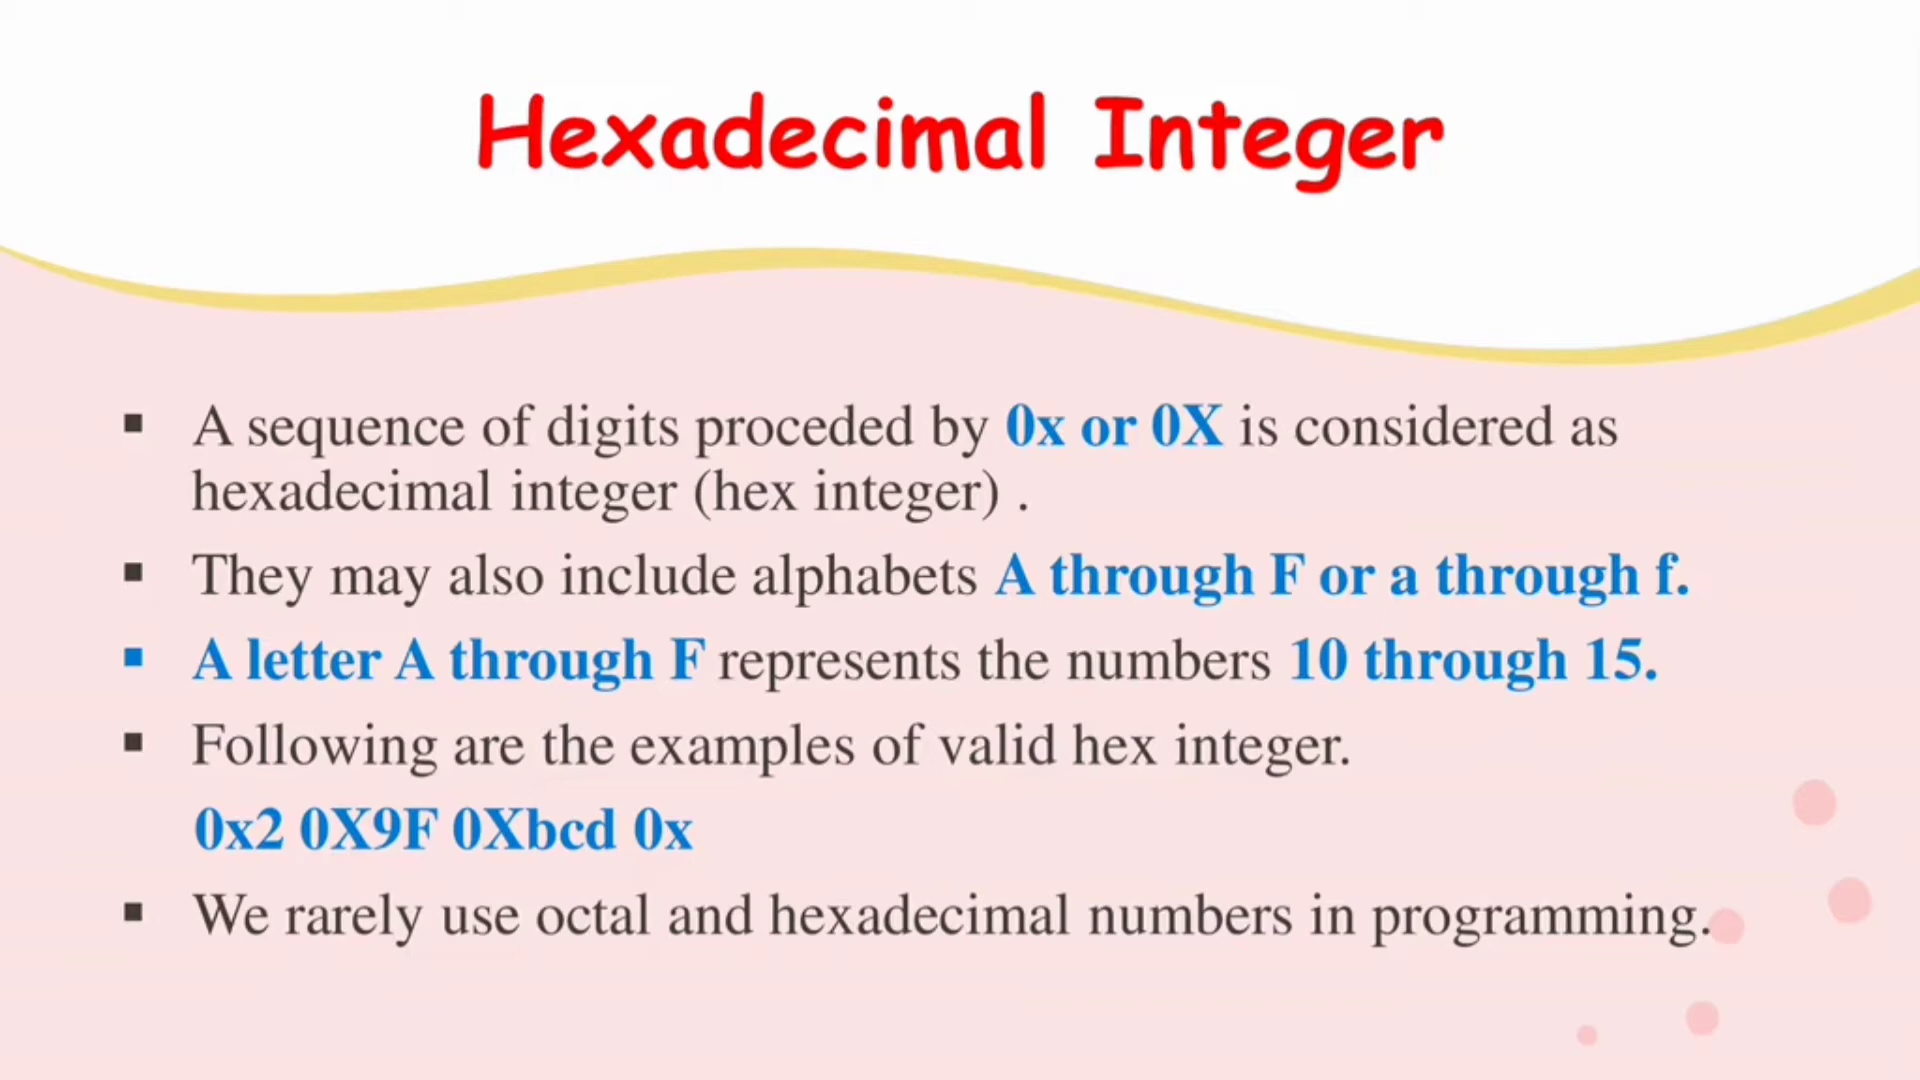 Hexadecimal Integer
▪ A sequence of digits proceded by 0x or 0X is considered as
hexadecimal integer (hex integer) .
▪ They may also include alphabets A through F or a through f.
▪ A letter A through F represents the numbers 10 through 15.
▪ Following are the examples of valid hex integer.
0x2 0X9F 0Xbcd 0x
▪ We rarely use octal and hexadecimal numbers in programming.